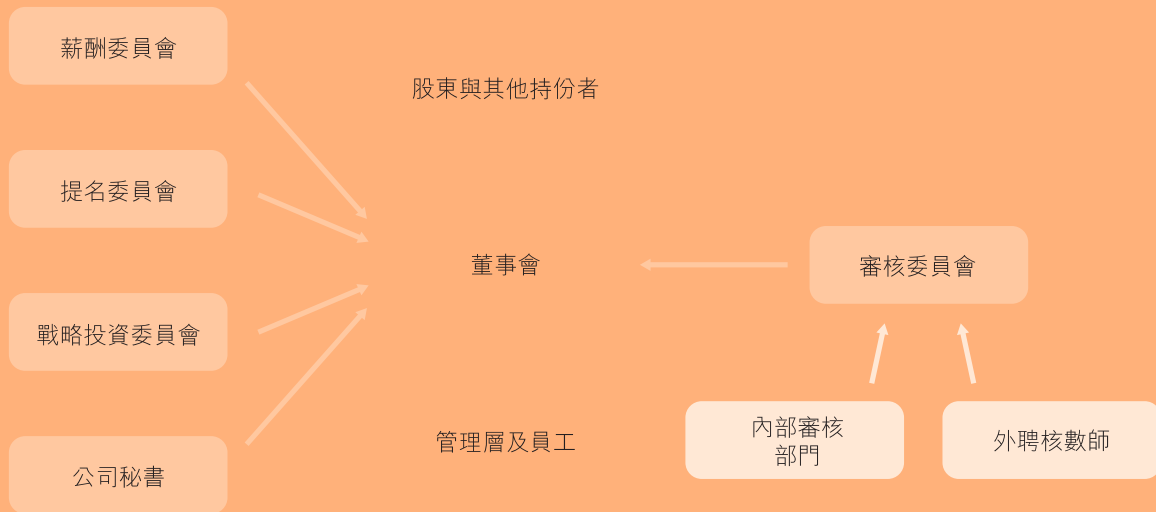 薪酬委員會
股東與其他持份者
提名委員會
董事會
審核委員會
戰略投資委員會
內部審核
部門
外聘核數師
管理層及員工
公司秘書